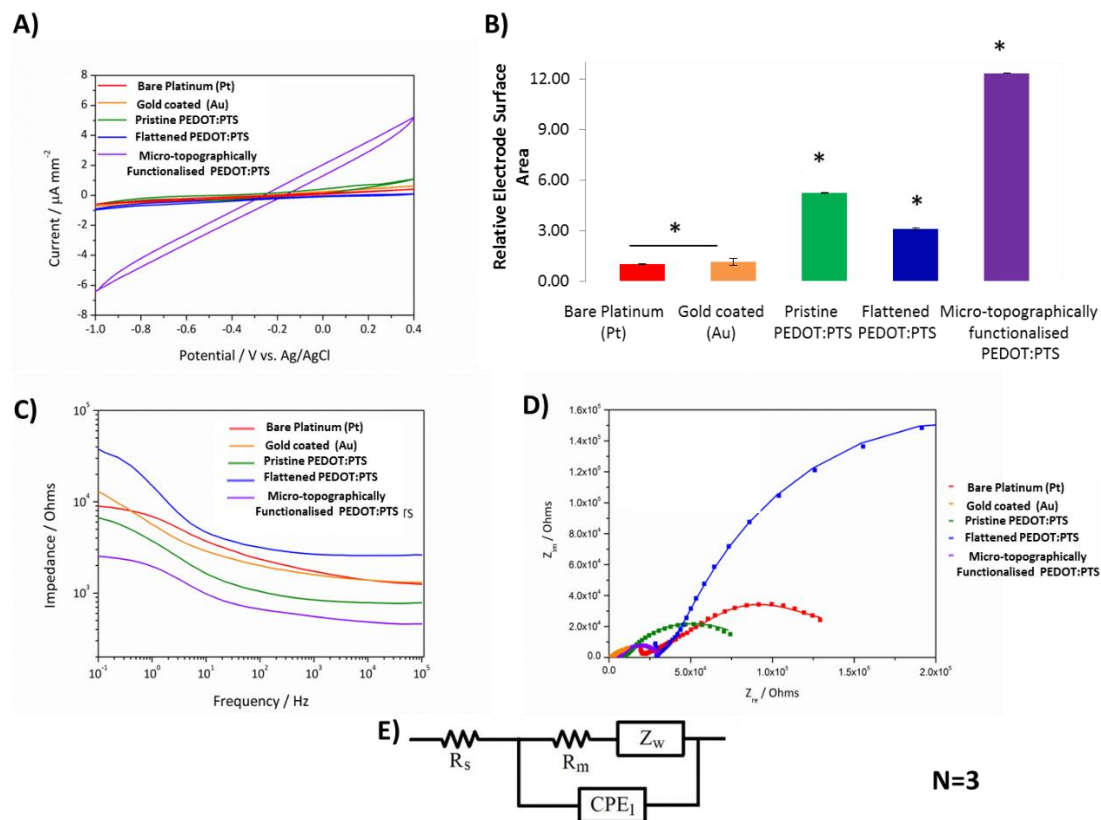 A)
8
6
4
2
0
-2
-4
-6
-8
Current / µA mm⁻²
Bare Platinum (Pt)
Gold coated (Au)
Pristine PEDOT:PTS
Flattened PEDOT:PTS
Micro-topographically
Functionalised PEDOT:PTS
-1.0 -0.8 -0.6 -0.4 -0.2 0.0 0.2 0.4
Potential / V vs. Ag/AgCl
B)
Relative Electrode Surface
Area
12.00
9.00
6.00
3.00
0.00
*
*
*
*
Bare Platinum
(Pt)
Gold coated
(Au)
Pristine
PEDOT:PTS
Flattened
PEDOT:PTS
Micro-topographically
functionalised
PEDOT:PTS
C)
10⁵
10⁴
10³
Impedance / Ohms
Bare Platinum (Pt)
Gold coated (Au)
Pristine PEDOT:PTS
Flattened PEDOT:PTS
Micro-topographically
Functionalised PEDOT:PTS TS
10⁻¹ 10⁰ 10¹ 10² 10³ 10⁴ 10⁵
Frequency / Hz
D)
1.6x10⁵
1.4x10⁵
1.2x10⁵
1.0x10⁵
8.0x10⁴
6.0x10⁴
4.0x10⁴
2.0x10⁴
0.0
Z_im / Ohms
0.0 5.0x10⁴ 1.0x10⁵ 1.5x10⁵ 2.0x10⁵
Z_re / Ohms
Bare Platinum (Pt)
Gold coated (Au)
Pristine PEDOT:PTS
Flattened PEDOT:PTS
Micro-topographically
Functionalised PEDOT:PTS
E)
R_s
R_m
Z_w
CPE₁
N=3